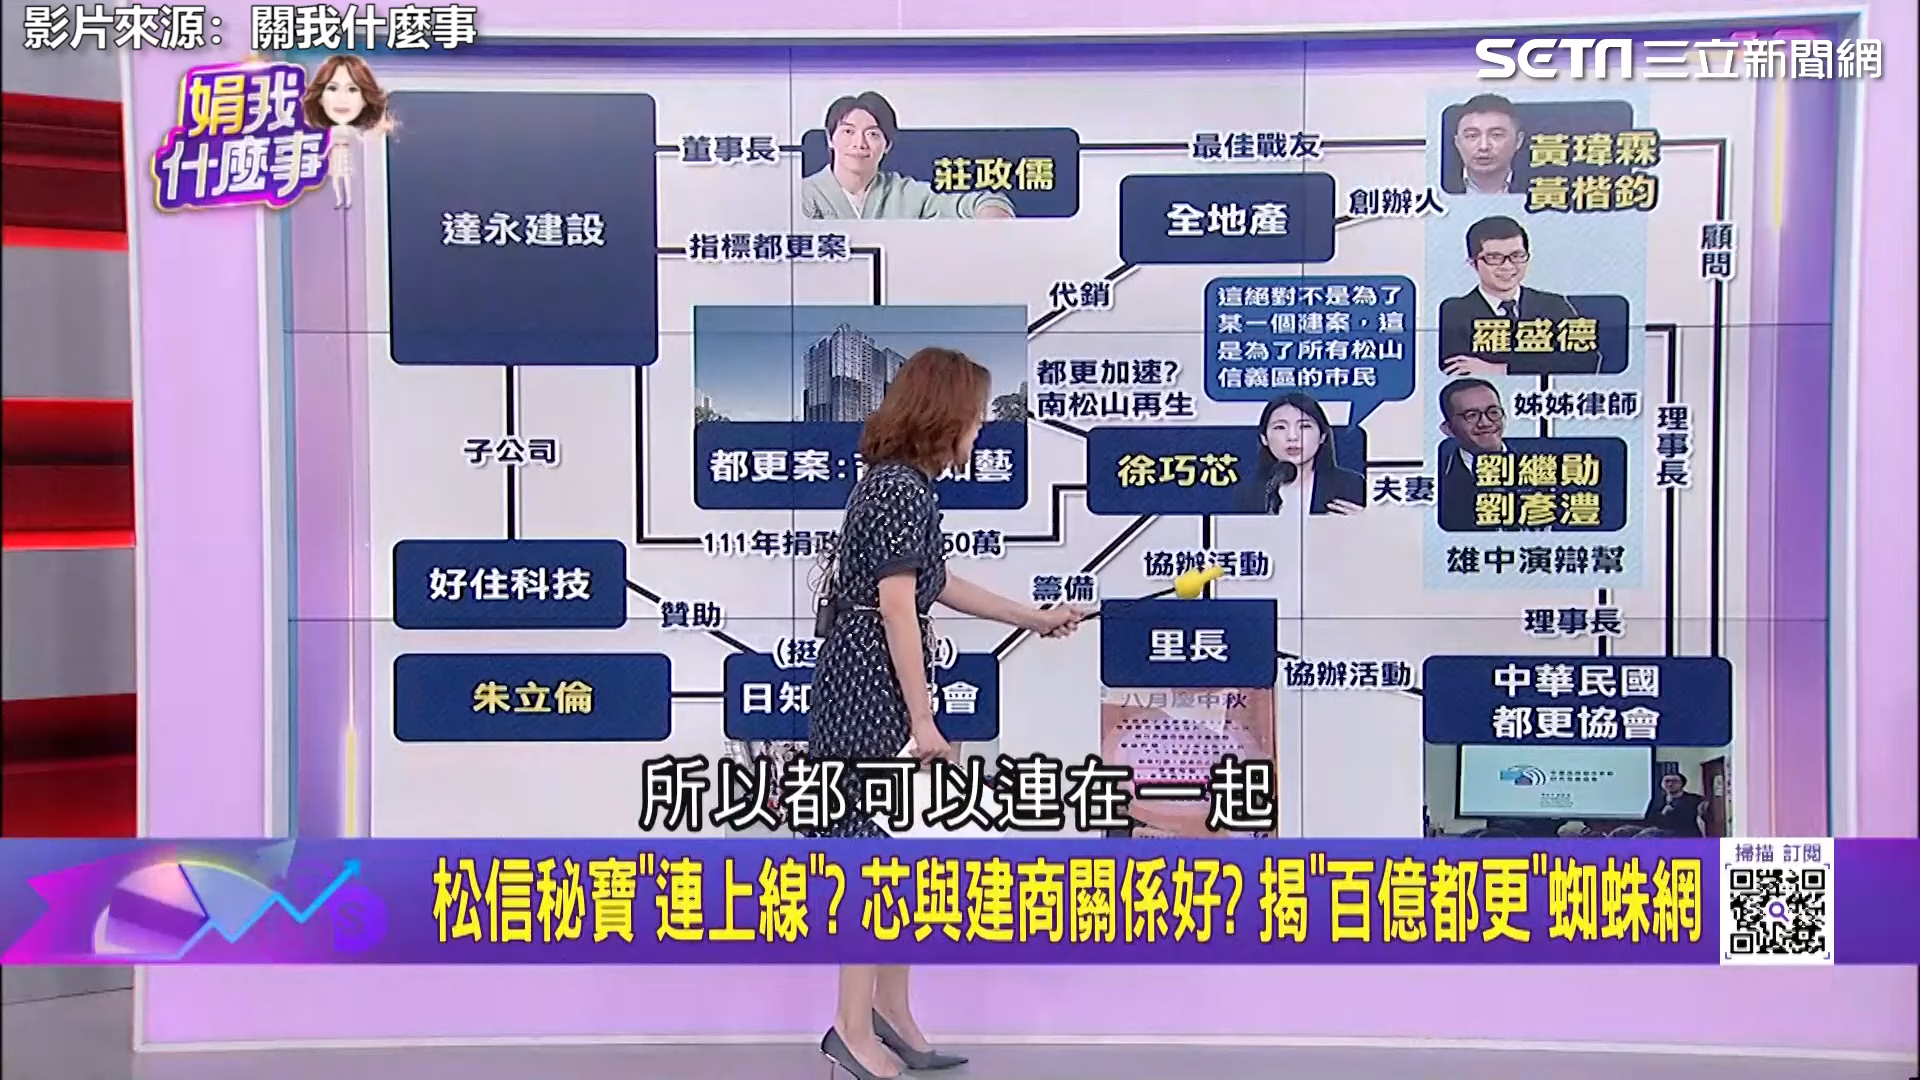 影片來源：關我什麼事
SETN三立新聞網
娟我
什麼事
達永建設
董事長
莊政儒
最佳戰友
黃瑋霖
黃楷鈞
全地產
創辦人
顧問
指標都更案
代銷
這絕對不是為了
某一個建案，這
是為了所有松山
信義區的市民
羅盛德
都更加速?
南松山再生
姊姊律師
理事長
子公司
都更案:
如藝
徐巧芯
夫妻
劉繼勛
劉彥澧
雄中演辯幫
111年捐政
50萬
協辦活動
籌備
好住科技
贊助
里長
理事長
(挺
協辦活動
朱立倫
日知
協會
中華民國
都更協會
八月慶中秋
所以都可以連在一起
松信秘寶"連上線"? 芯與建商關係好? 揭"百億都更"蜘蛛網
掃描 訂閱